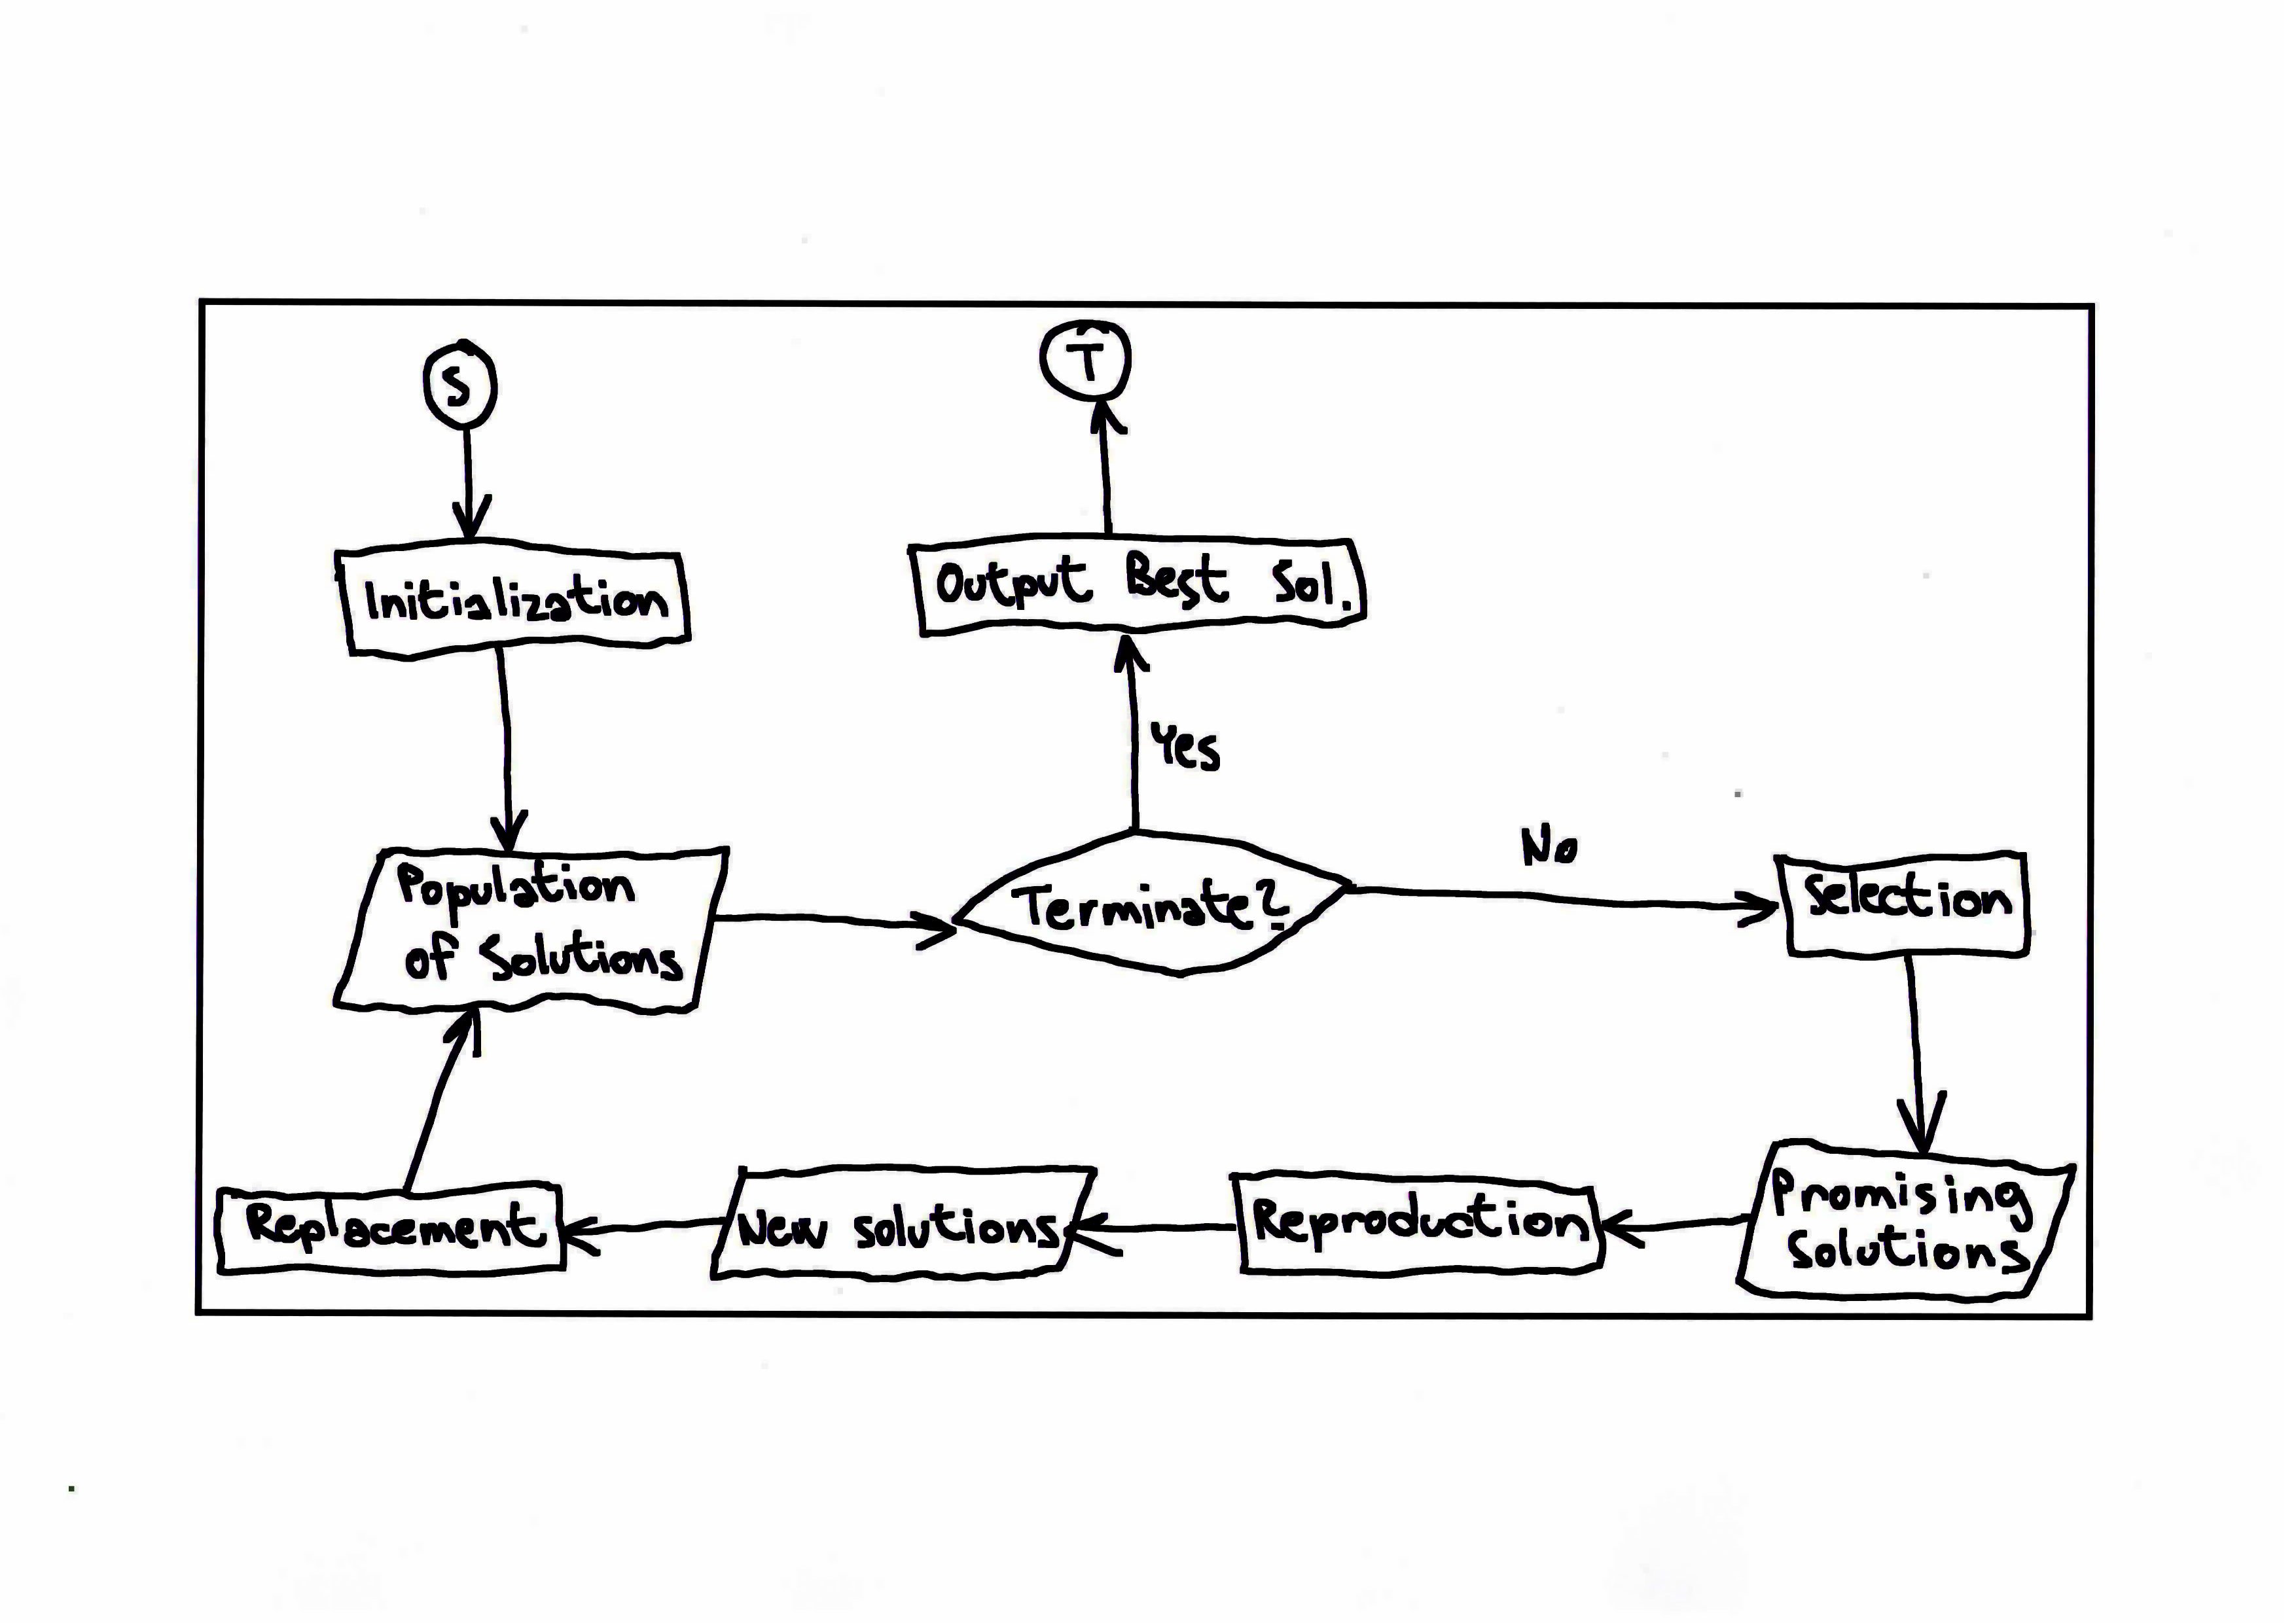 S
T
Initialization
Output Best Sol.
Yes
No
Population
of Solutions
Terminate?
Selection
Promising
Solutions
Reproduction
New solutions
Replacement